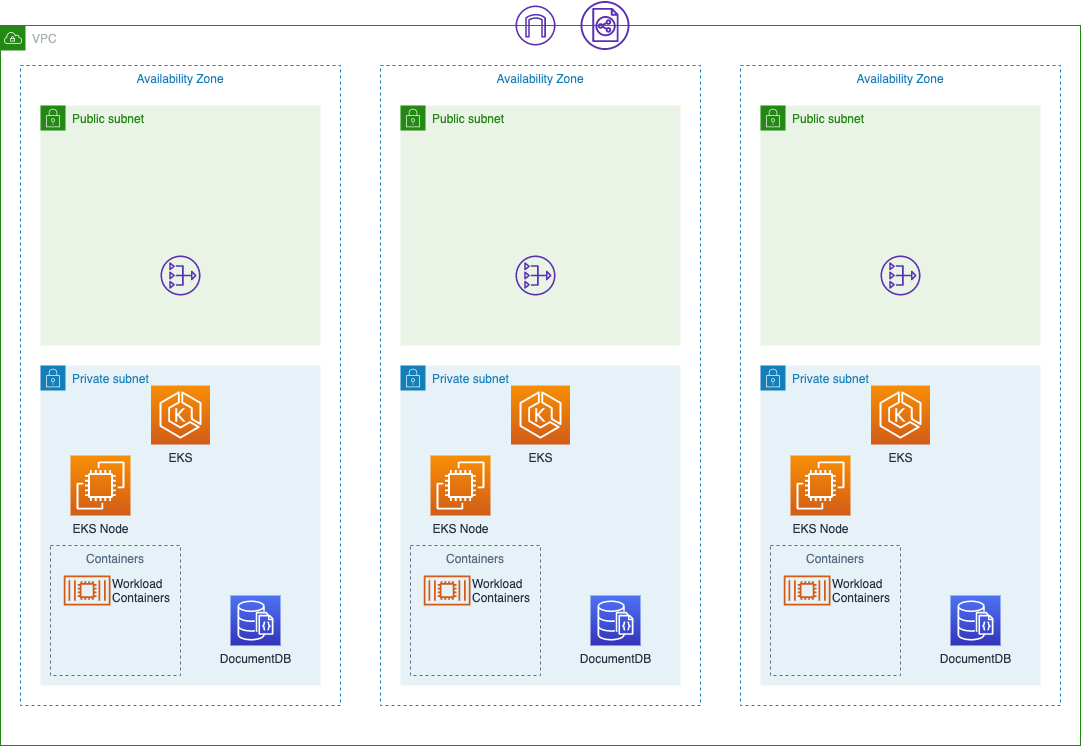 VPC
Availability Zone
Availability Zone
Availability Zone
Public subnet
Public subnet
Public subnet
Private subnet
Private subnet
Private subnet
K
K
K
EKS
EKS
EKS
EKS Node
EKS Node
EKS Node
Containers
Containers
Containers
Workload
Containers
Workload
Containers
Workload
Containers
{}
{}
{}
DocumentDB
DocumentDB
DocumentDB